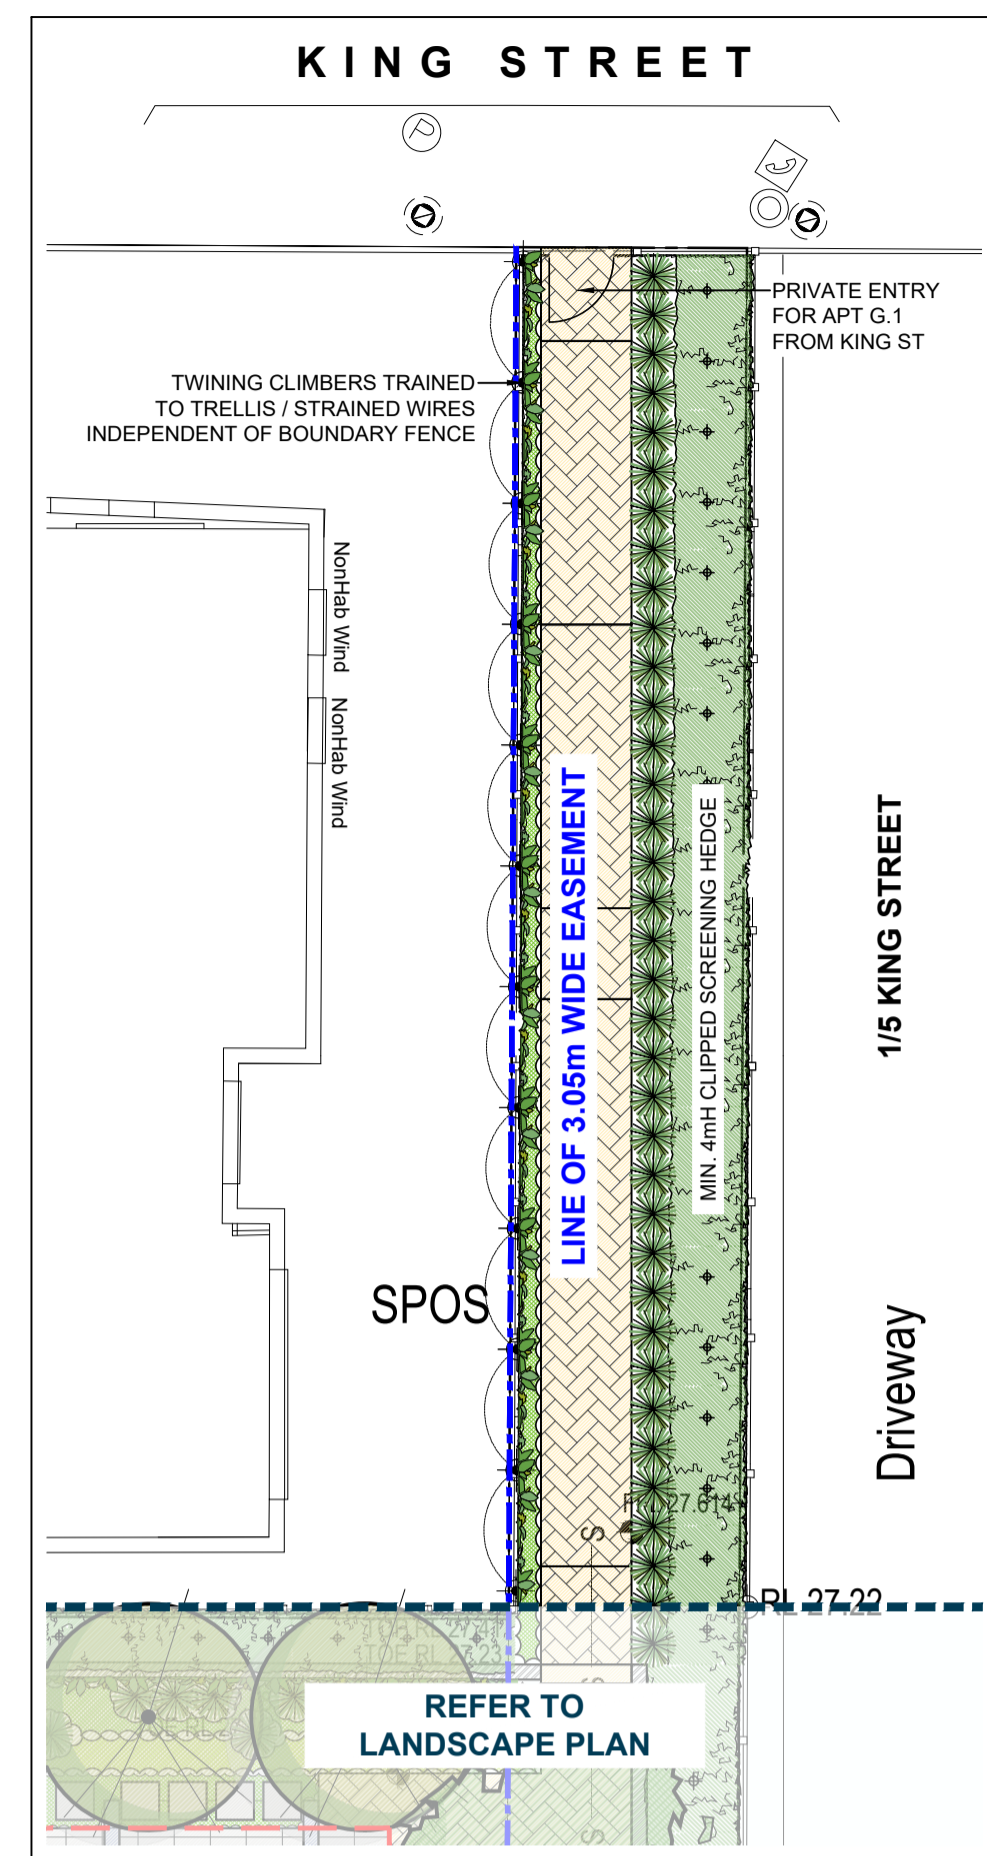 KING STREET
P
PRIVATE ENTRY
FOR APT G.1
FROM KING ST
TWINING CLIMBERS TRAINED
TO TRELLIS / STRAINED WIRES
INDEPENDENT OF BOUNDARY FENCE
NonHab Wind
NonHab Wind
LINE OF 3.05m WIDE EASEMENT
MIN. 4mH CLIPPED SCREENING HEDGE
1/5 KING STREET
SPOS
Driveway
S
RL 27.22
REFER TO
LANDSCAPE PLAN
S
S